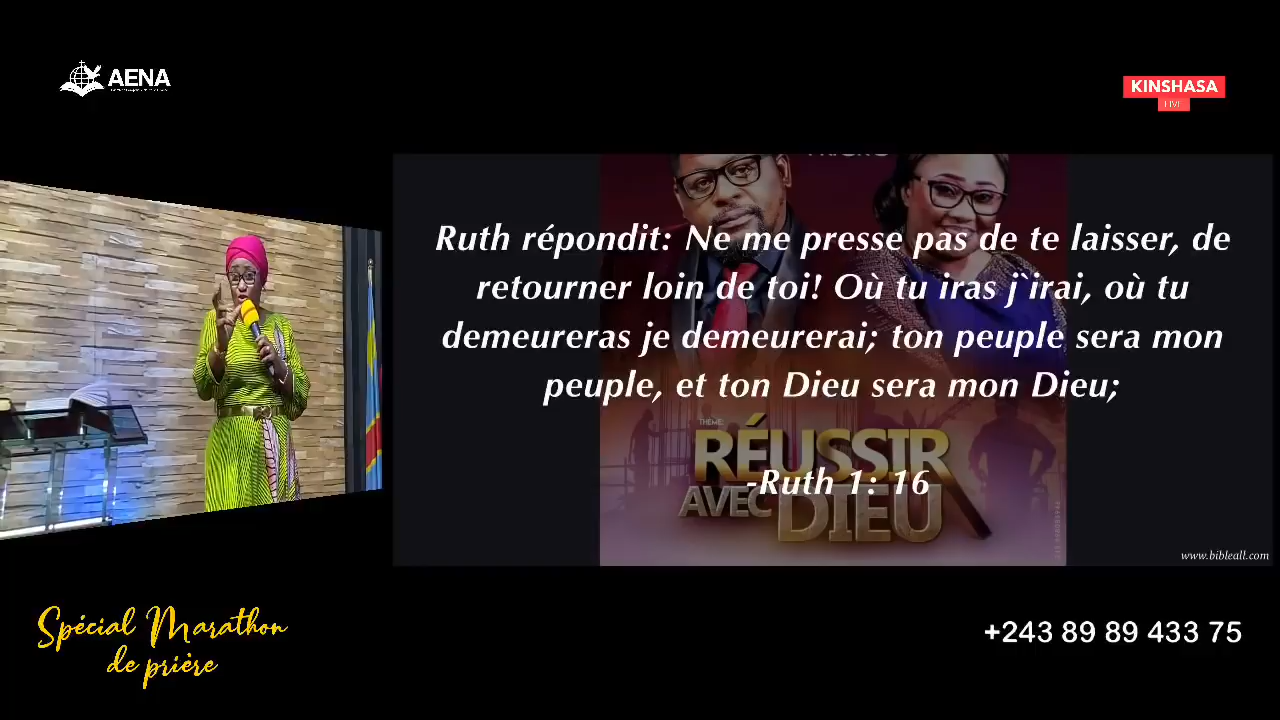 AENA
KINSHASA
LIVE
Ruth répondit: Ne me presse pas de te laisser, de
retourner loin de toi! Où tu iras j`irai, où tu
demeureras je demeurerai; ton peuple sera mon
peuple, et ton Dieu sera mon Dieu;
THÈME:
RÉUSSIR
-Ruth 1: 16
AVEC DIEU
www.bibleall.com
Spécial Marathon
de prière
+243 89 89 433 75